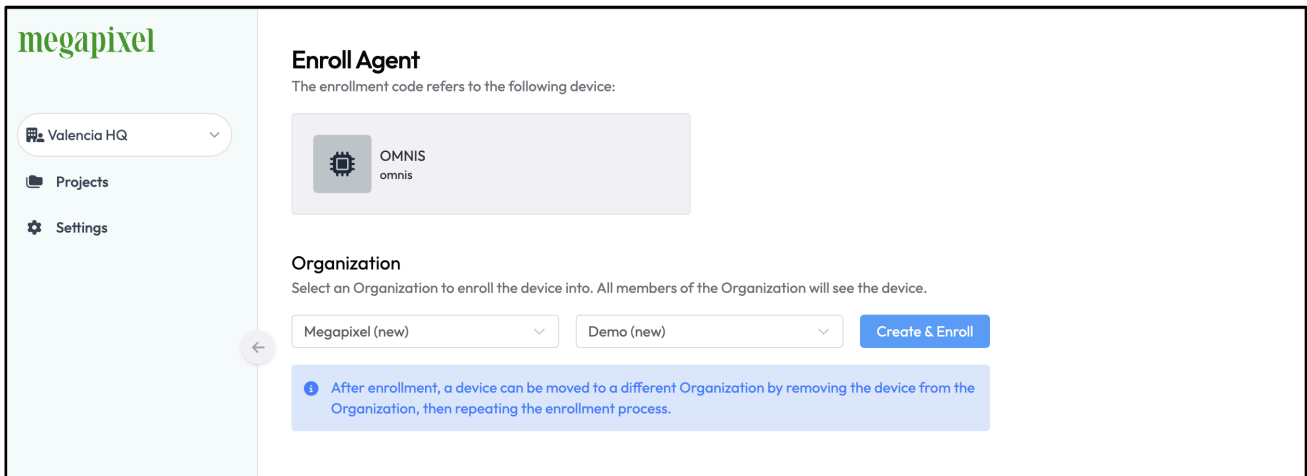 megapixel
Valencia HQ
Projects
Settings
Enroll Agent
The enrollment code refers to the following device:
OMNIS
omnis
Organization
Select an Organization to enroll the device into. All members of the Organization will see the device.
Megapixel (new)
Demo (new)
Create & Enroll
After enrollment, a device can be moved to a different Organization by removing the device from the
Organization, then repeating the enrollment process.